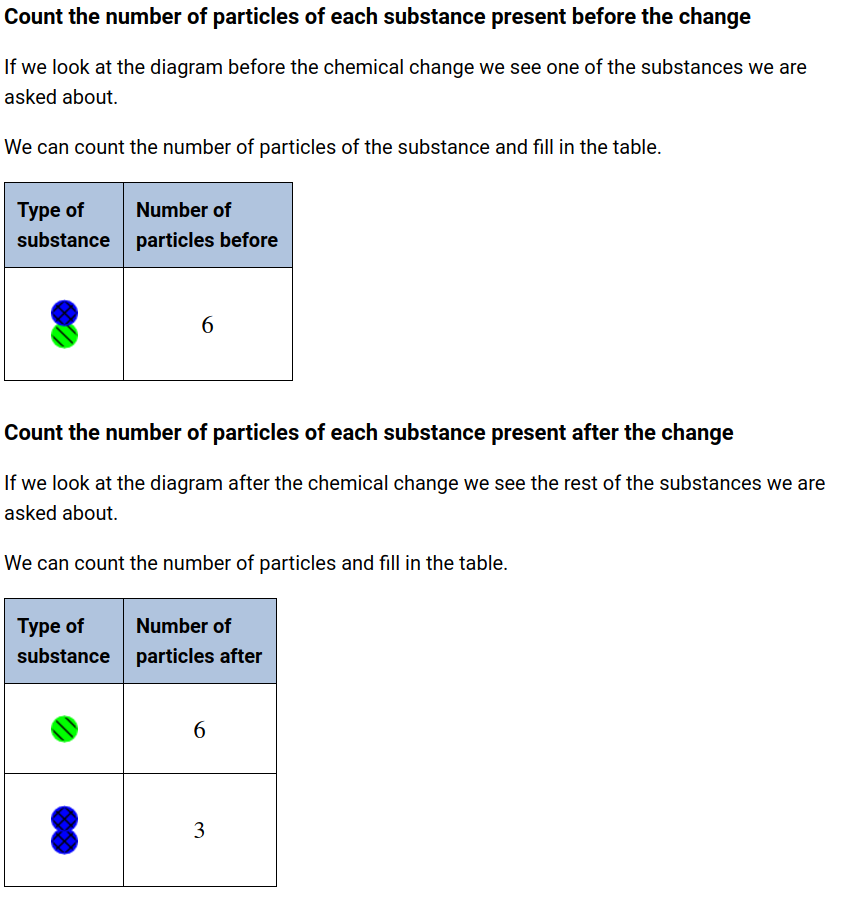 Count the number of particles of each substance present before the change
If we look at the diagram before the chemical change we see one of the substances we are
asked about.
We can count the number of particles of the substance and fill in the table.
Type of
substance
Number of
particles before
6
Count the number of particles of each substance present after the change
If we look at the diagram after the chemical change we see the rest of the substances we are
asked about.
We can count the number of particles and fill in the table.
Type of
substance
Number of
particles after
6
3